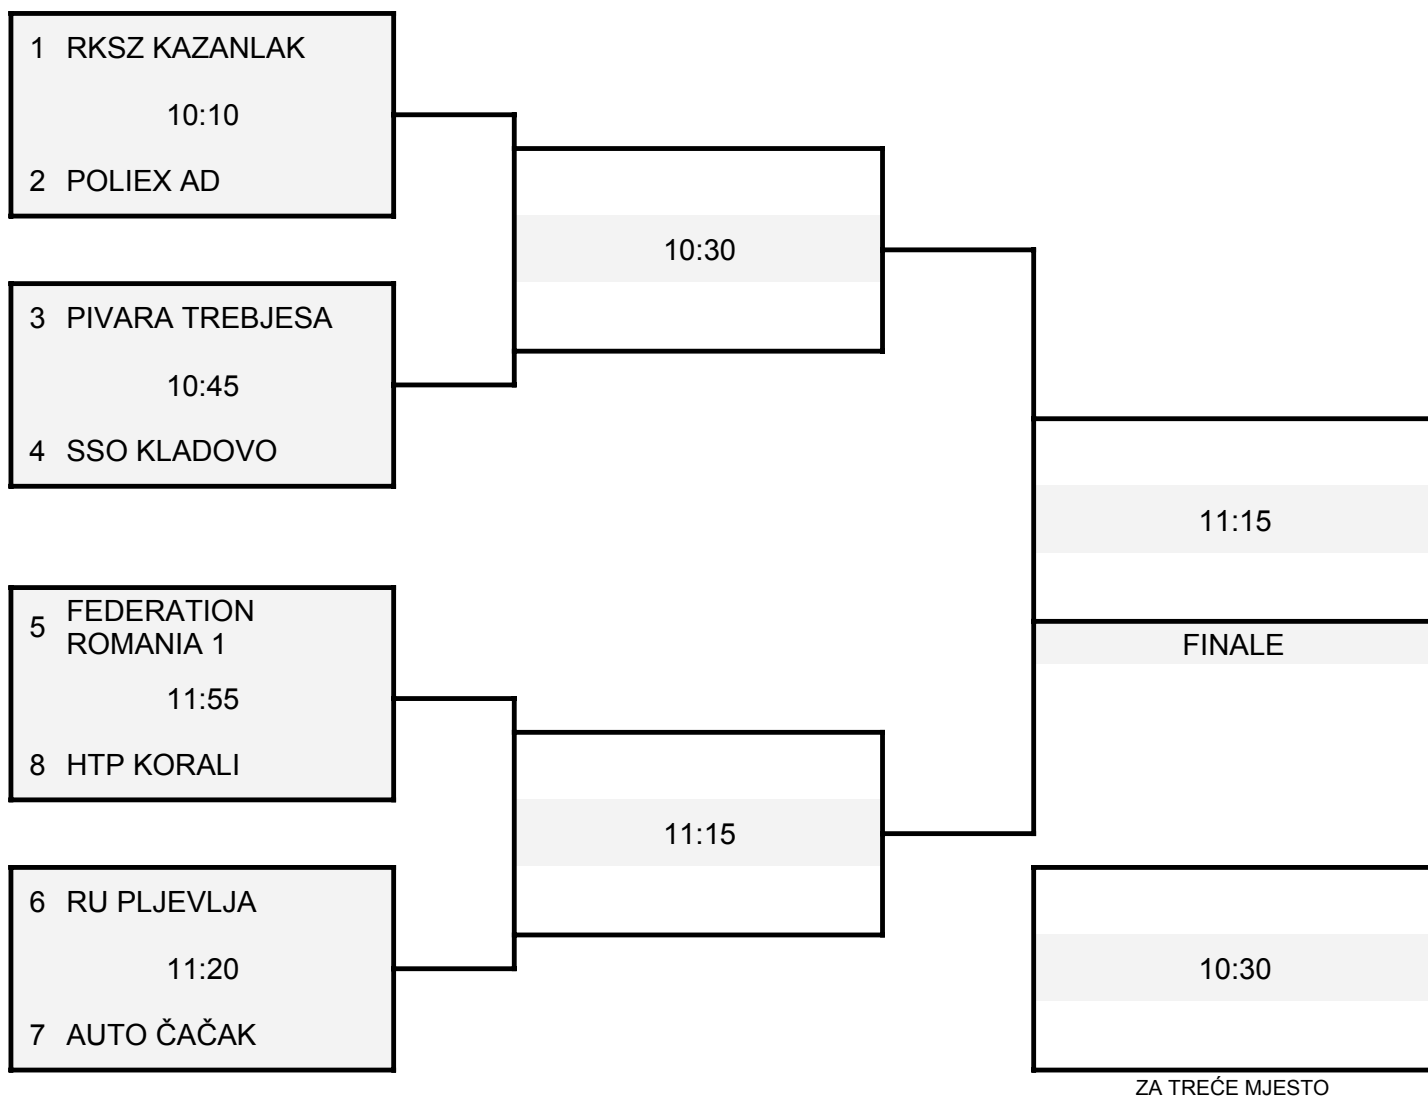 1 RKSZ KAZANLAK
10:10
2 POLIEX AD
10:30
3 PIVARA TREBJESA
10:45
4 SSO KLADOVO
11:15
FINALE
5 FEDERATION
ROMANIA 1
11:55
8 HTP KORALI
11:15
6 RU PLJEVLJA
11:20
7 AUTO ČAČAK
10:30
ZA TREĆE MJESTO